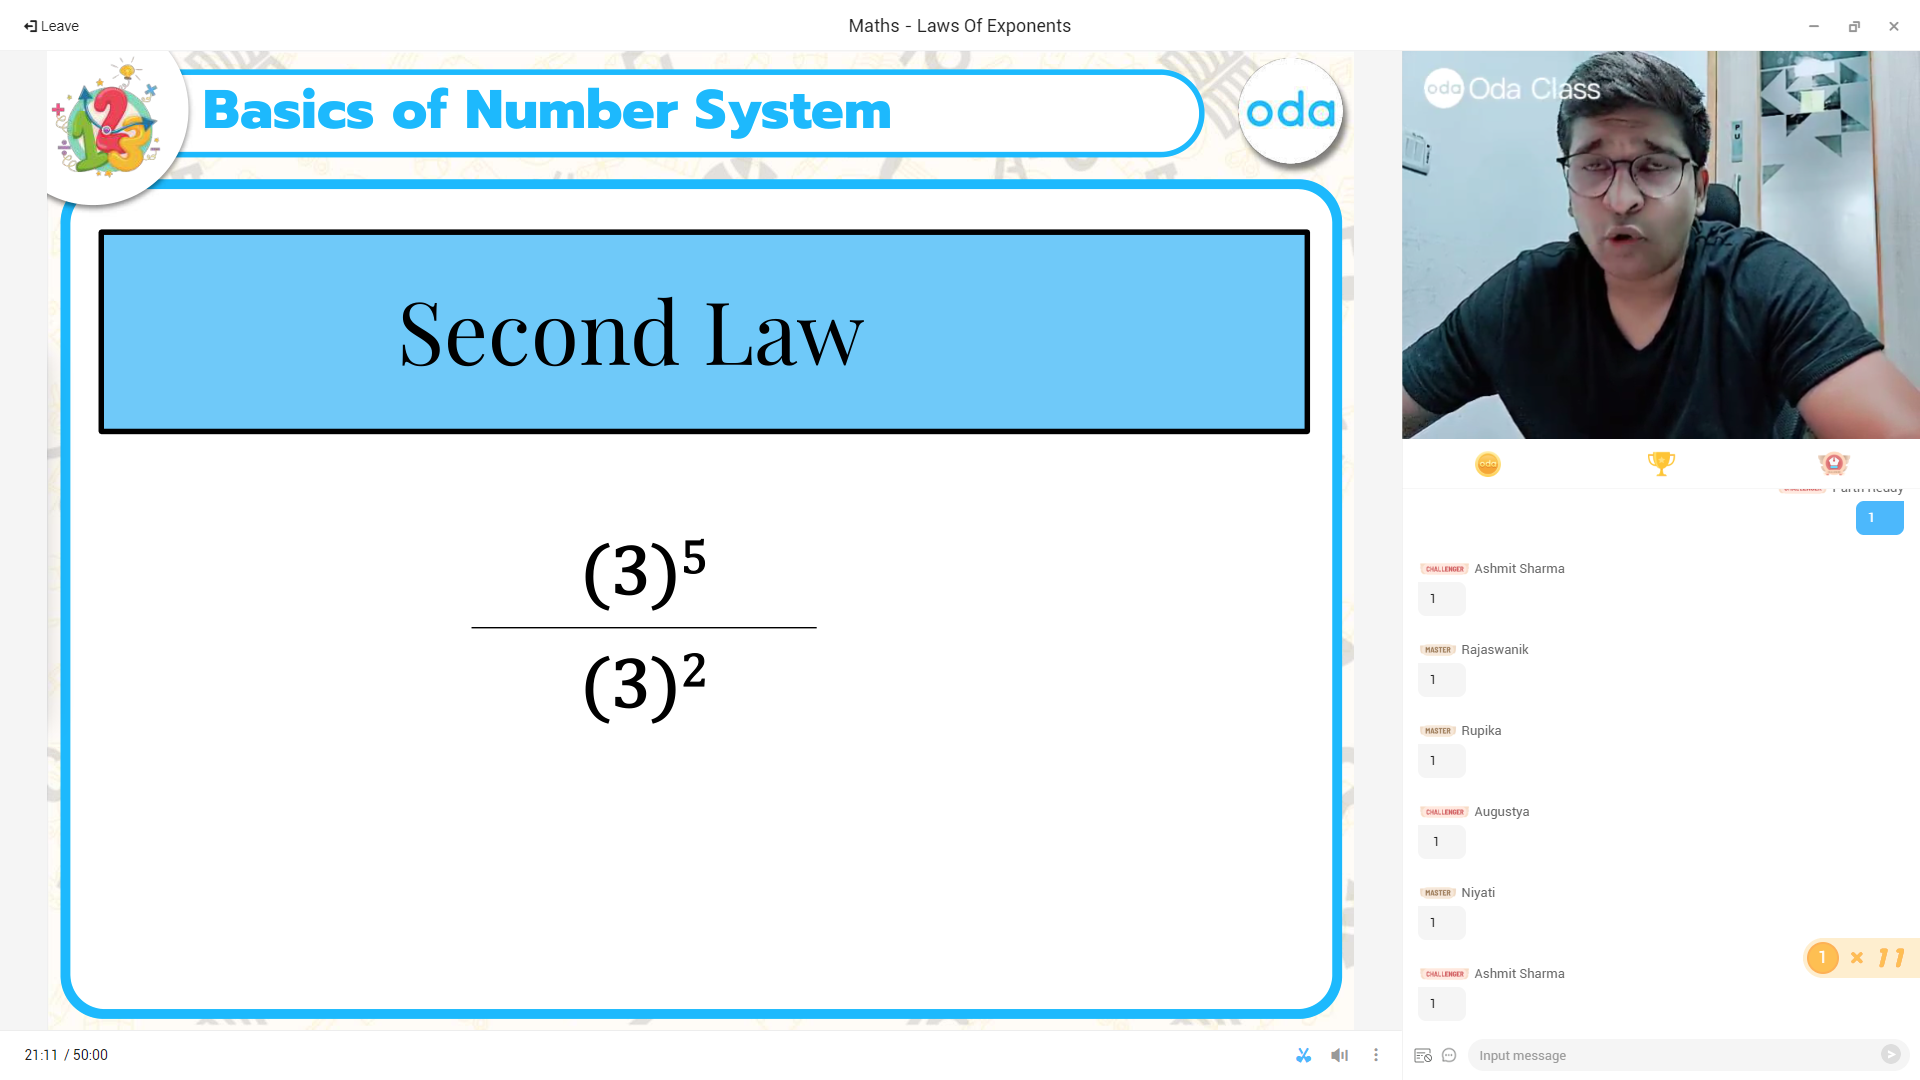 Leave
Maths - Laws Of Exponents
Basics of Number System
oda
Second Law
(3)^5
(3)^2
oda Oda Class
oda
1
CHALLENGER Ashmit Sharma
1
MASTER Rajaswanik
1
MASTER Rupika
1
CHALLENGER Augustya
1
MASTER Niyati
1
1 × 11
CHALLENGER Ashmit Sharma
1
21:11 / 50:00
Input message